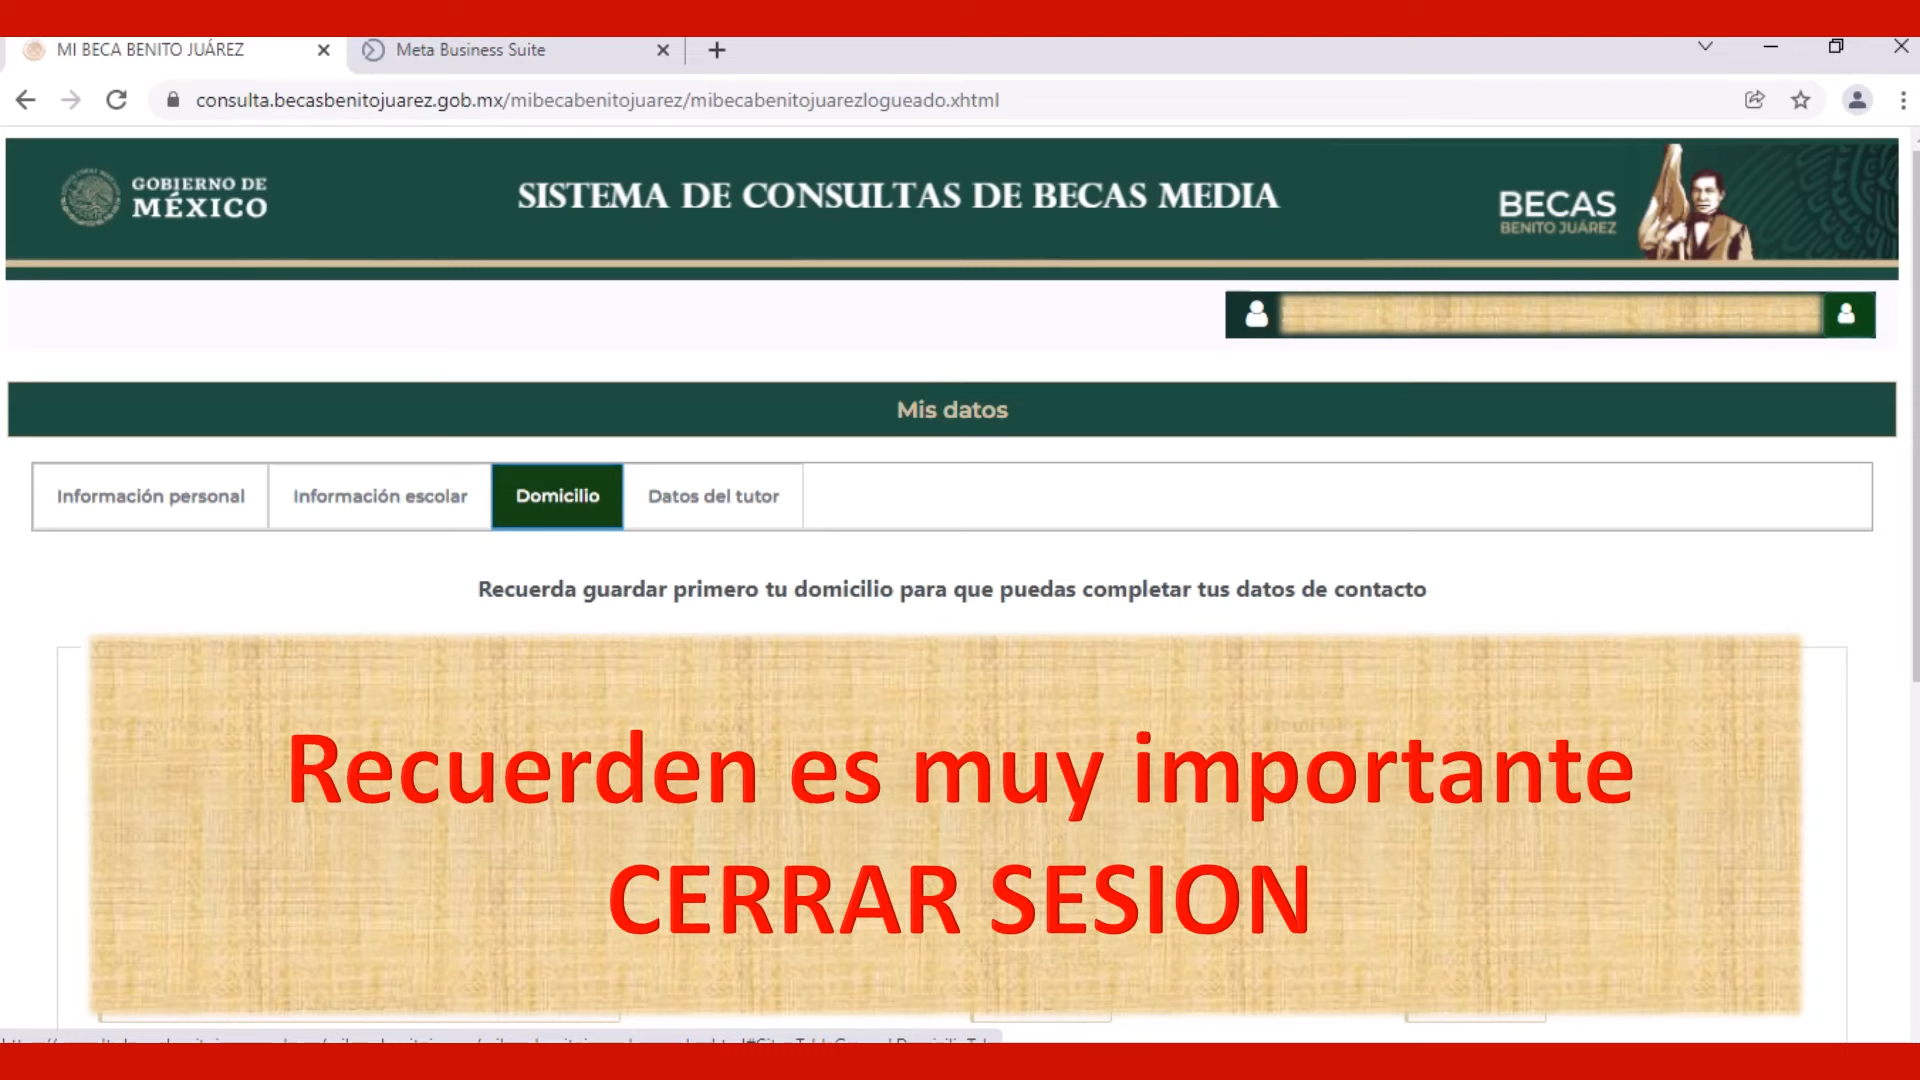 MI BECA BENITO JUÁREZ
Meta Business Suite
consulta.becasbenitojuarez.gob.mx/mibecabenitojuarez/mibecabenitojuarezlogueado.xhtml
GOBIERNO DE
MÉXICO
SISTEMA DE CONSULTAS DE BECAS MEDIA
BECAS
BENITO JUÁREZ
Mis datos
Información personal
Información escolar
Domicilio
Datos del tutor
Recuerda guardar primero tu domicilio para que puedas completar tus datos de contacto
Recuerden es muy importante
CERRAR SESION